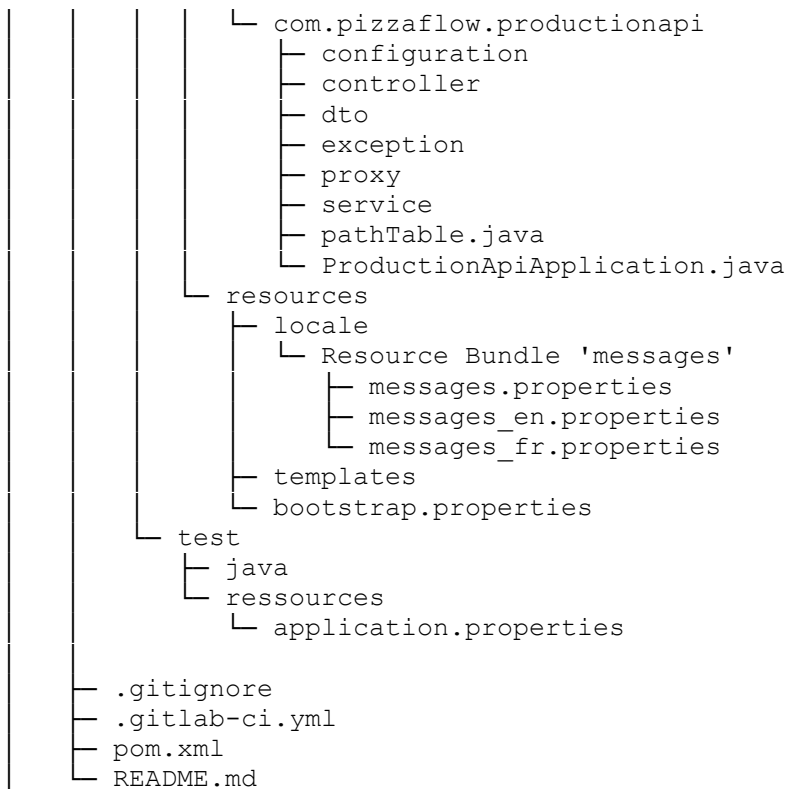 │ │ │ │ └─ com.pizzaflow.productionapi
│ │ │ │ ├─ configuration
│ │ │ │ ├─ controller
│ │ │ │ ├─ dto
│ │ │ │ ├─ exception
│ │ │ │ ├─ proxy
│ │ │ │ ├─ service
│ │ │ │ ├─ pathTable.java
│ │ │ │ └─ ProductionApiApplication.java
│ │ │ └─ resources
│ │ │ ├─ locale
│ │ │ │ └─ Resource Bundle 'messages'
│ │ │ │ ├─ messages.properties
│ │ │ │ ├─ messages_en.properties
│ │ │ │ └─ messages_fr.properties
│ │ │ ├─ templates
│ │ │ └─ bootstrap.properties
│ │ └─ test
│ │ ├─ java
│ │ └─ ressources
│ │ └─ application.properties
│ │
│ ├─ .gitignore
│ ├─ .gitlab-ci.yml
│ ├─ pom.xml
│ └─ README.md